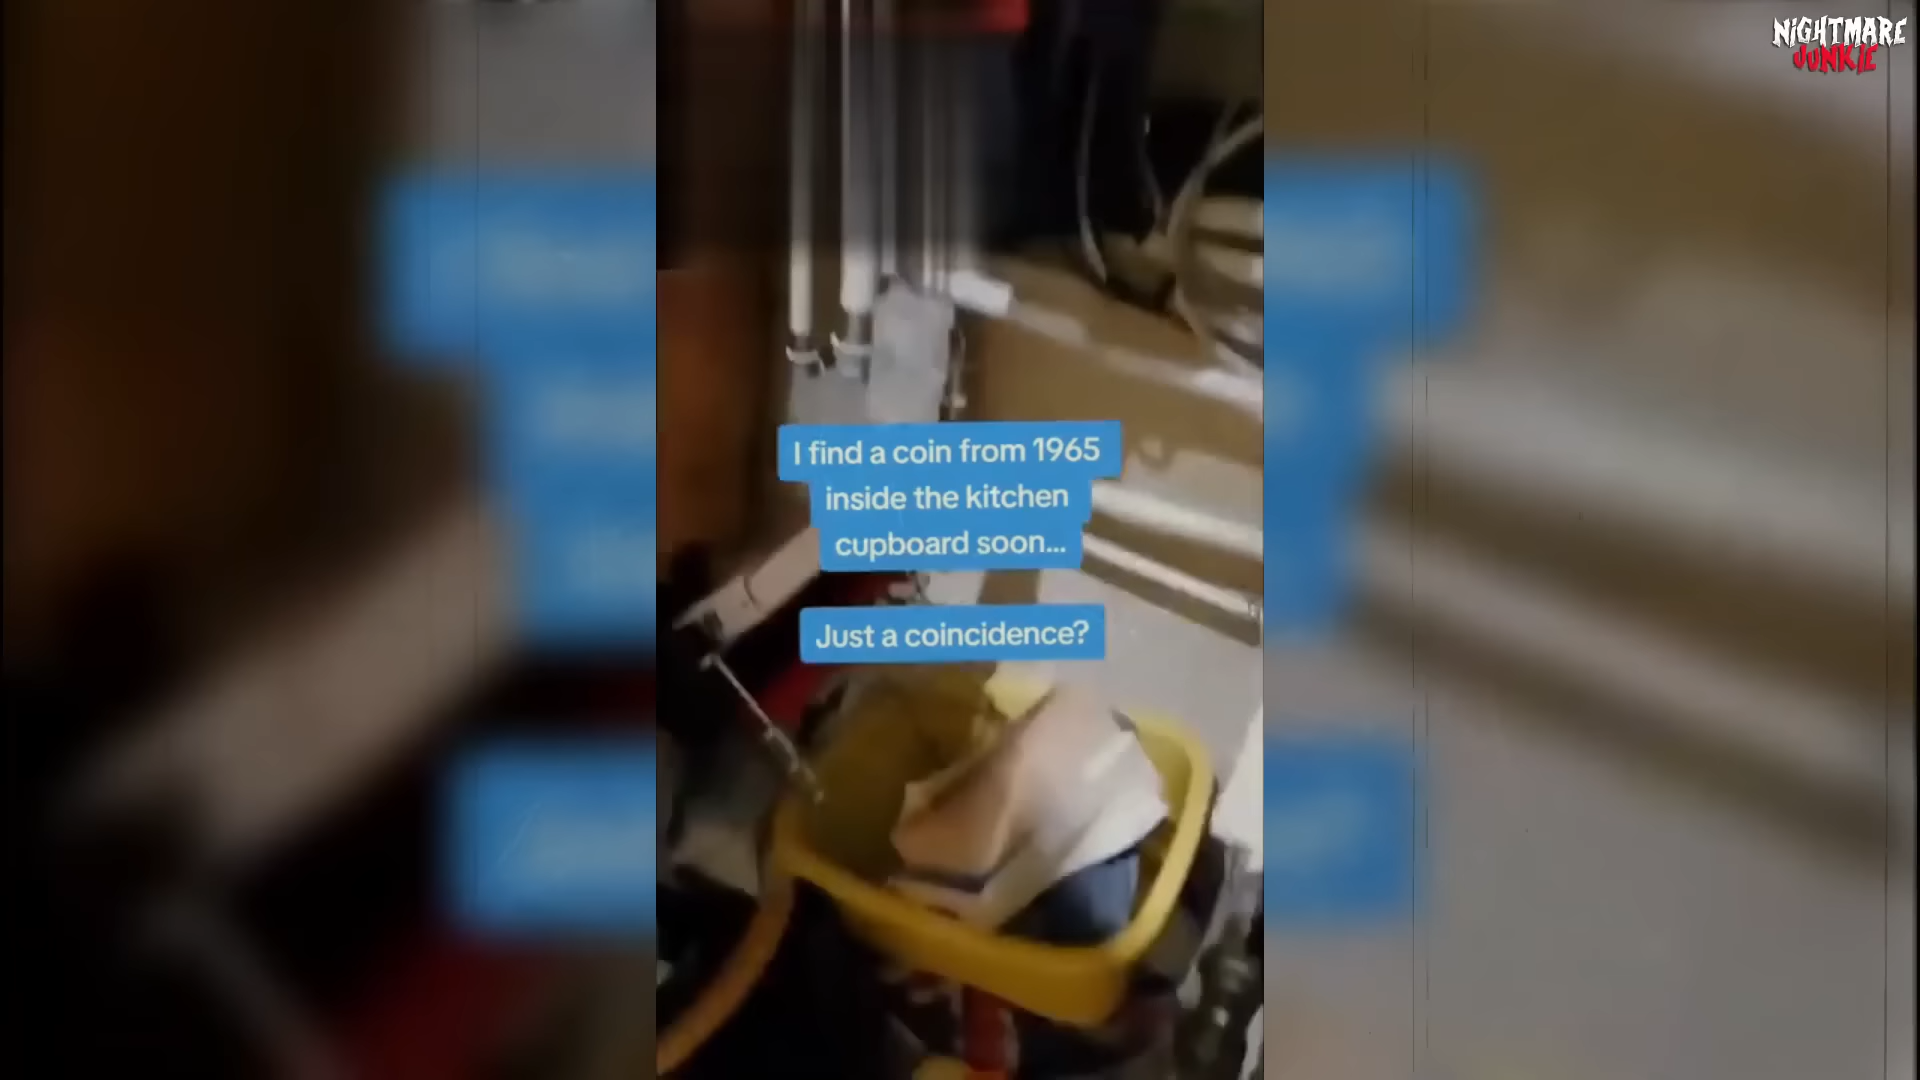 NIGHTMARE
JUNKIE
I find a coin from 1965
inside the kitchen
cupboard soon...
Just a coincidence?